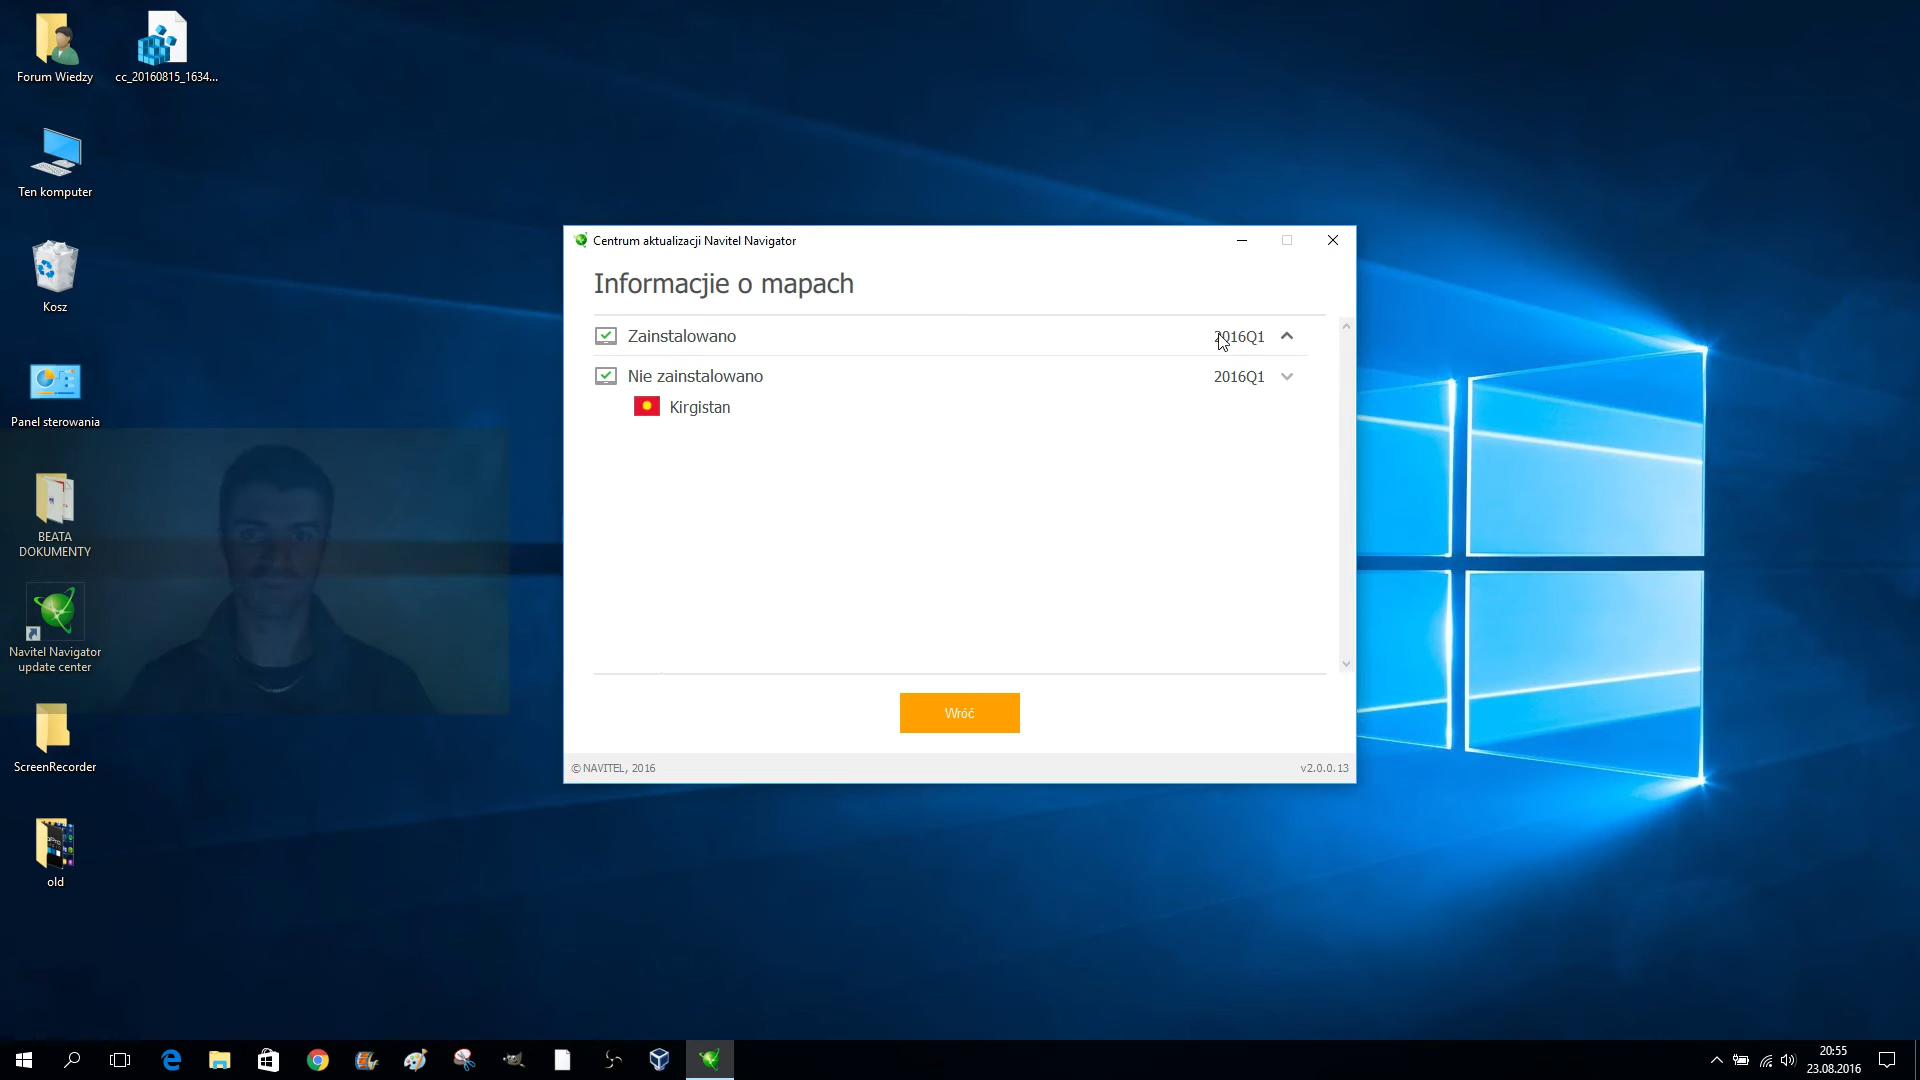 Forum Wiedzy
cc_20160815_1634...
Ten komputer
Kosz
Panel sterowania
BEATA
DOKUMENTY
Navitel Navigator
update center
ScreenRecorder
old
Centrum aktualizacji Navitel Navigator
Informacjie o mapach
Zainstalowano 2016Q1
Nie zainstalowano 2016Q1
Kirgistan
Wróć
© NAVITEL, 2016 v2.0.0.13
20:55
23.08.2016